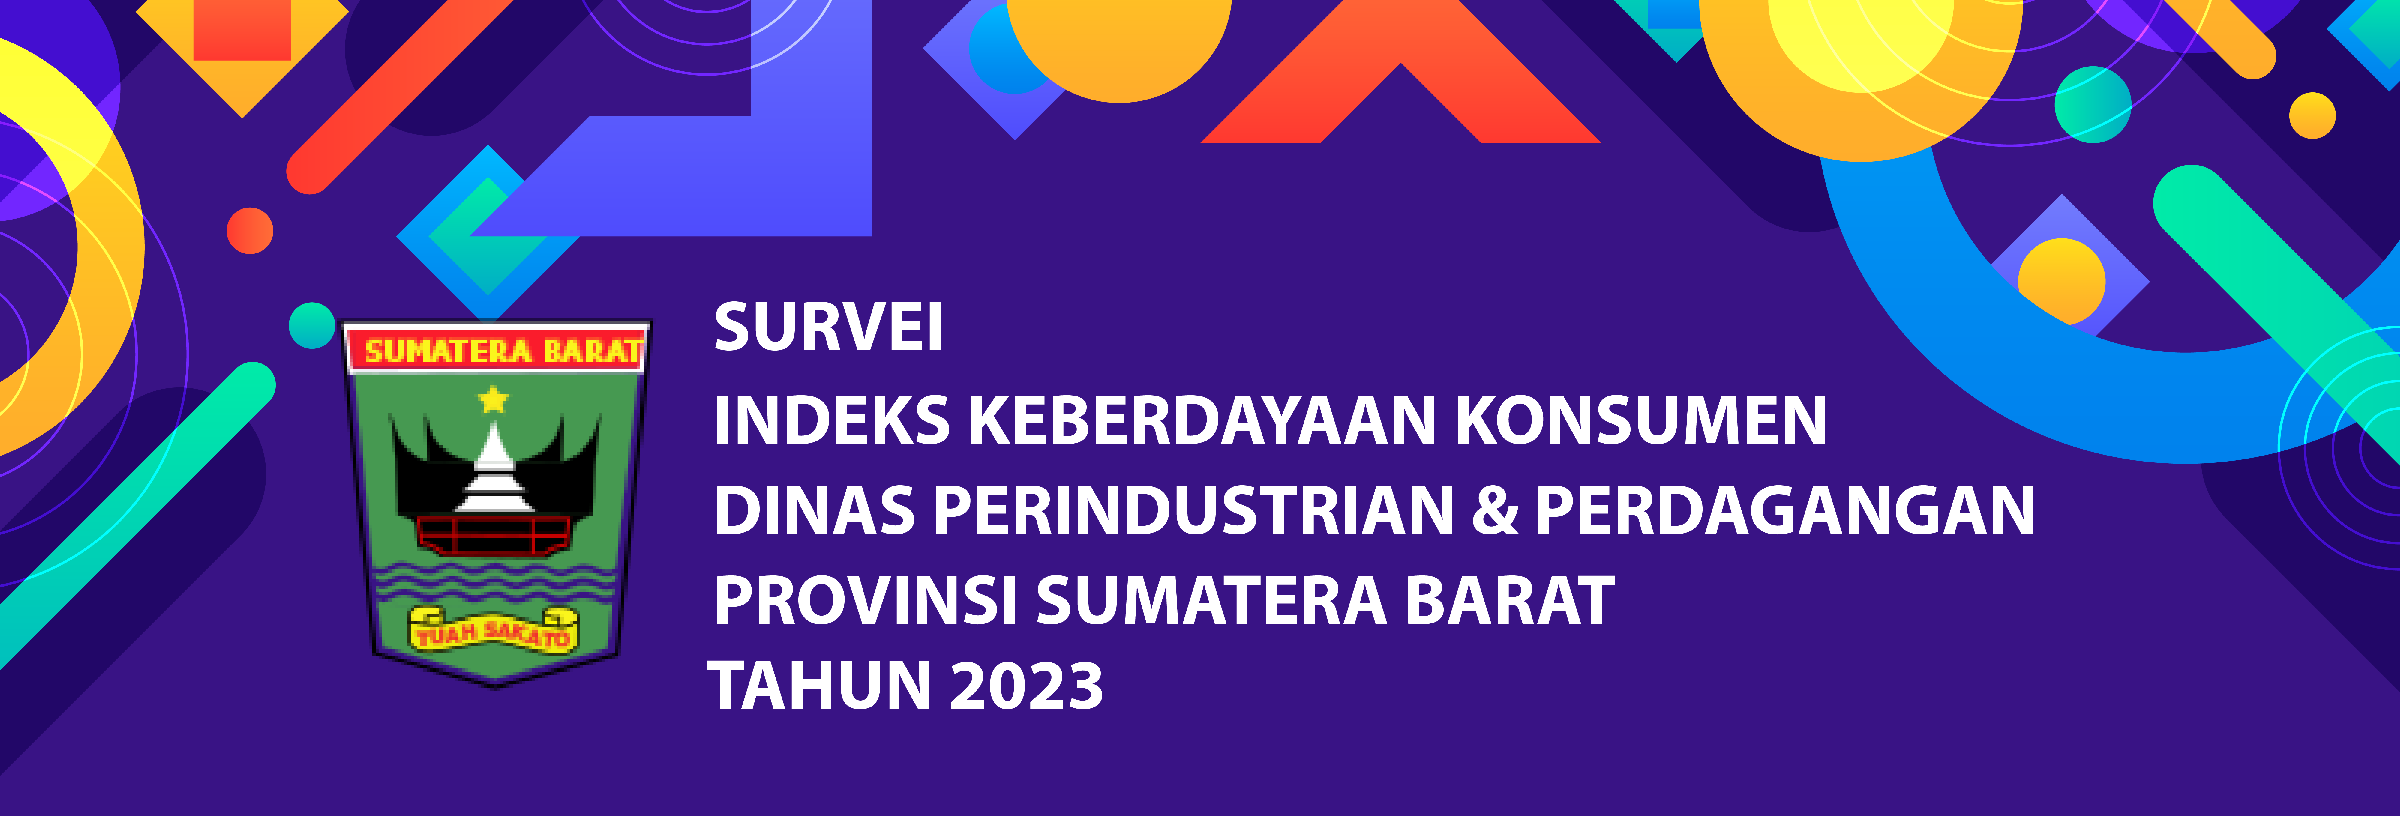 SUMATERA BARAT
TUAH SAKATO
SURVEI
INDEKS KEBERDAYAAN KONSUMEN
DINAS PERINDUSTRIAN & PERDAGANGAN
PROVINSI SUMATERA BARAT
TAHUN 2023